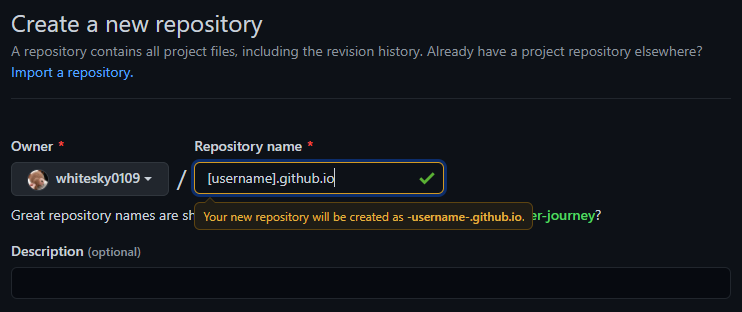 Create a new repository
A repository contains all project files, including the revision history. Already have a project repository elsewhere?
Import a repository.
Owner *
Repository name *
whitesky0109
/
[username].github.io
Great repository names are sh
er-journey?
Your new repository will be created as -username-.github.io.
Description (optional)